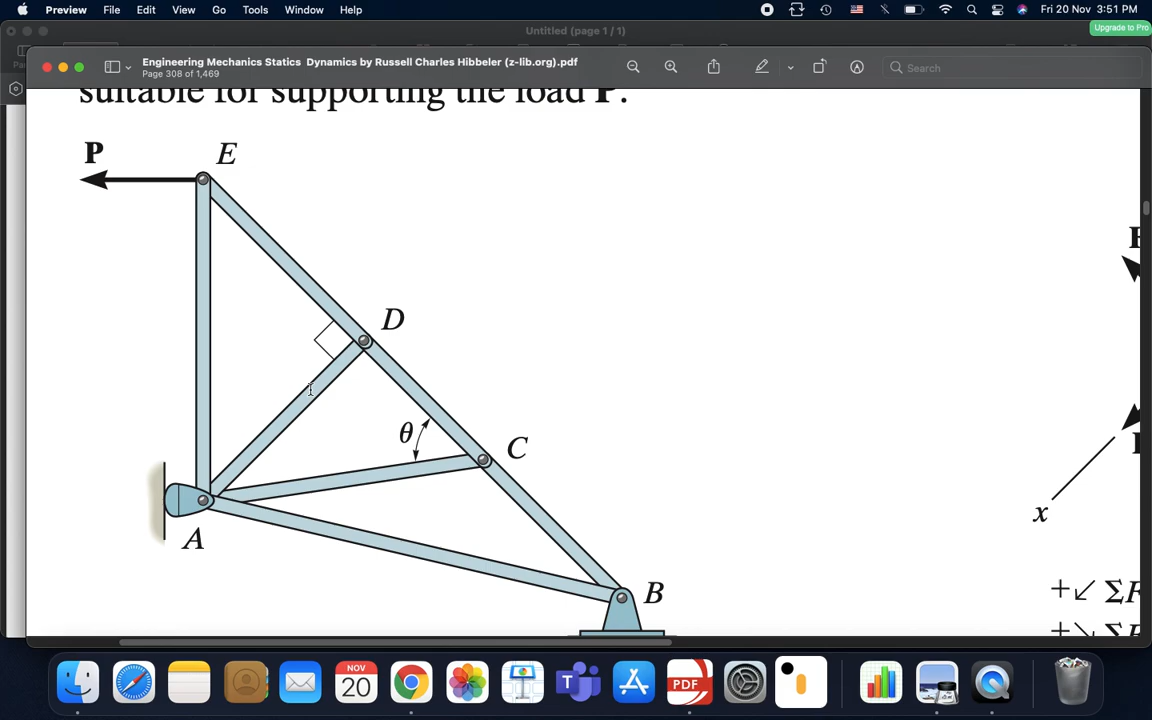 Preview File Edit View Go Tools Window Help Fri 20 Nov 3:51 PM
Untitled (page 1 / 1)
Upgrade to Pro
Engineering Mechanics Statics Dynamics by Russell Charles Hibbeler (z-lib.org).pdf
Page 308 of 1,469
Search
suitable for supporting the load P.
P
E
D
θ
C
A
B
x
+↙ ΣF
+↘ ΣF
NOV
20
PDF